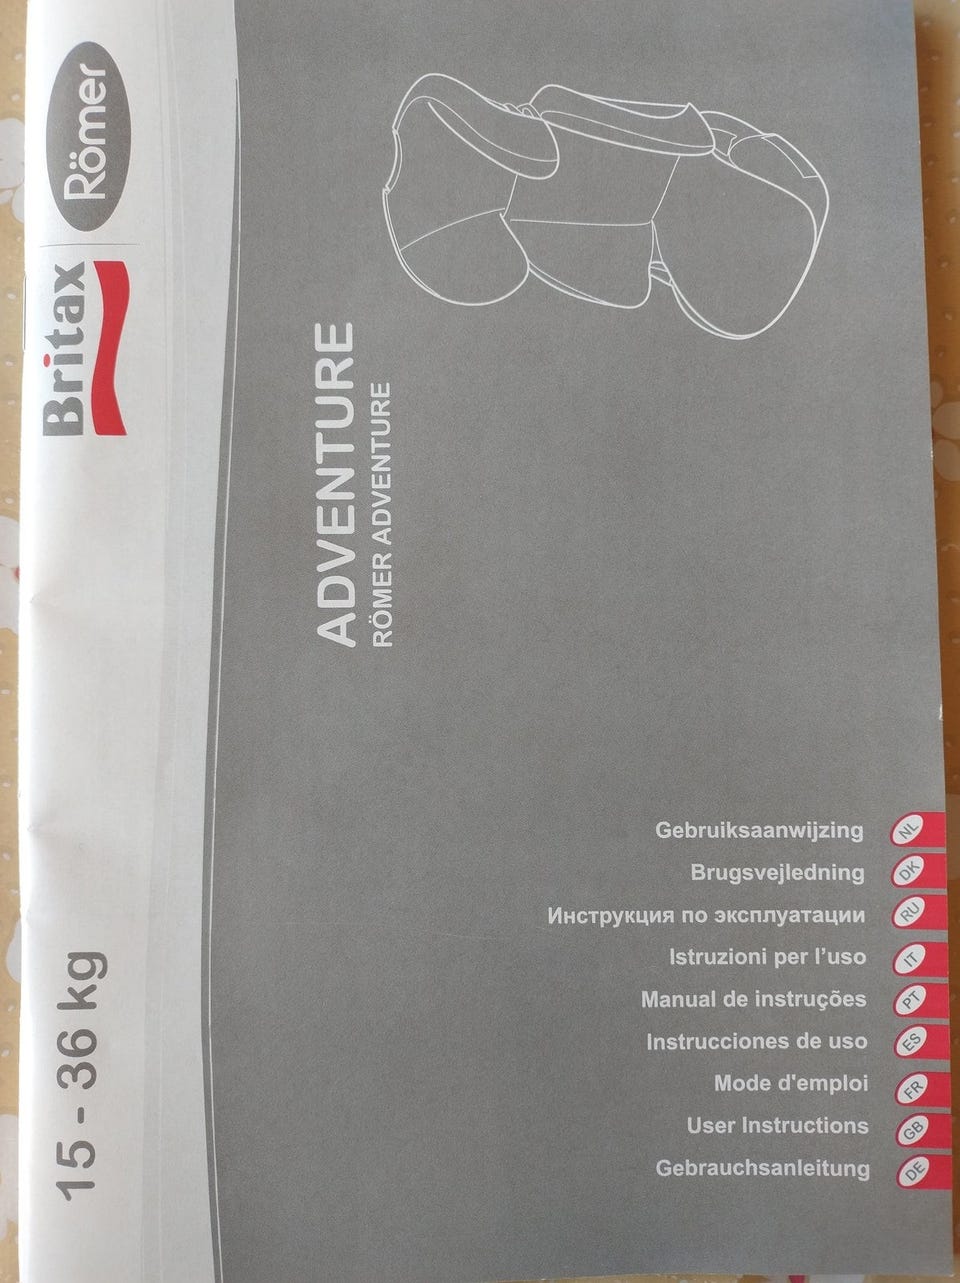 Britax Römer
15 - 36 kg
ADVENTURE
RÖMER ADVENTURE
Gebruiksaanwijzing NL
Brugsvejledning DK
Инструкция по эксплуатации RU
Istruzioni per l'uso IT
Manual de instruções PT
Instrucciones de uso ES
Mode d'emploi FR
User Instructions GB
Gebrauchsanleitung DE